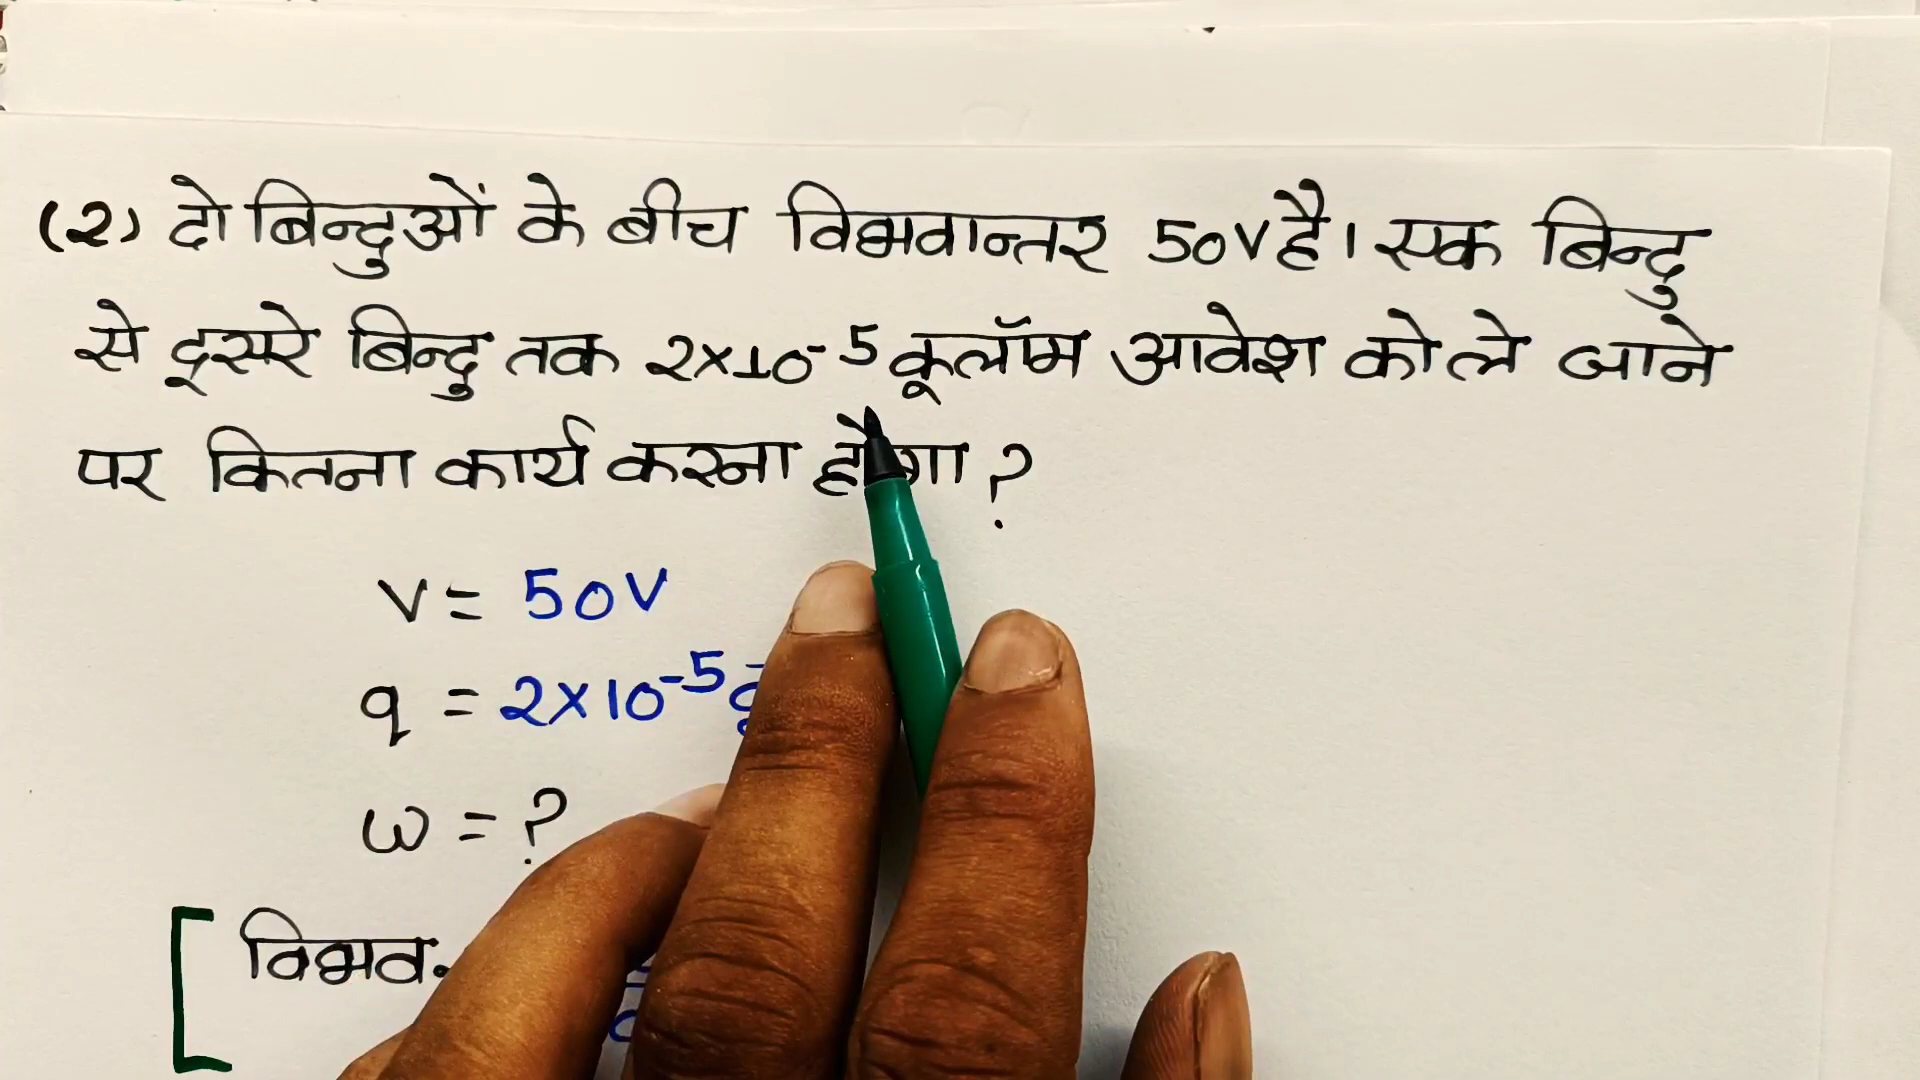 (2) दो बिन्दुओं के बीच विभवान्तर 50V है। एक बिन्दु
से दूसरे बिन्दु तक 2×10⁻⁵ कूलॉम आवेश को ले जाने
पर कितना कार्य करना होगा ?
V = 50V
q = 2×10⁻⁵
W = ?
विभव